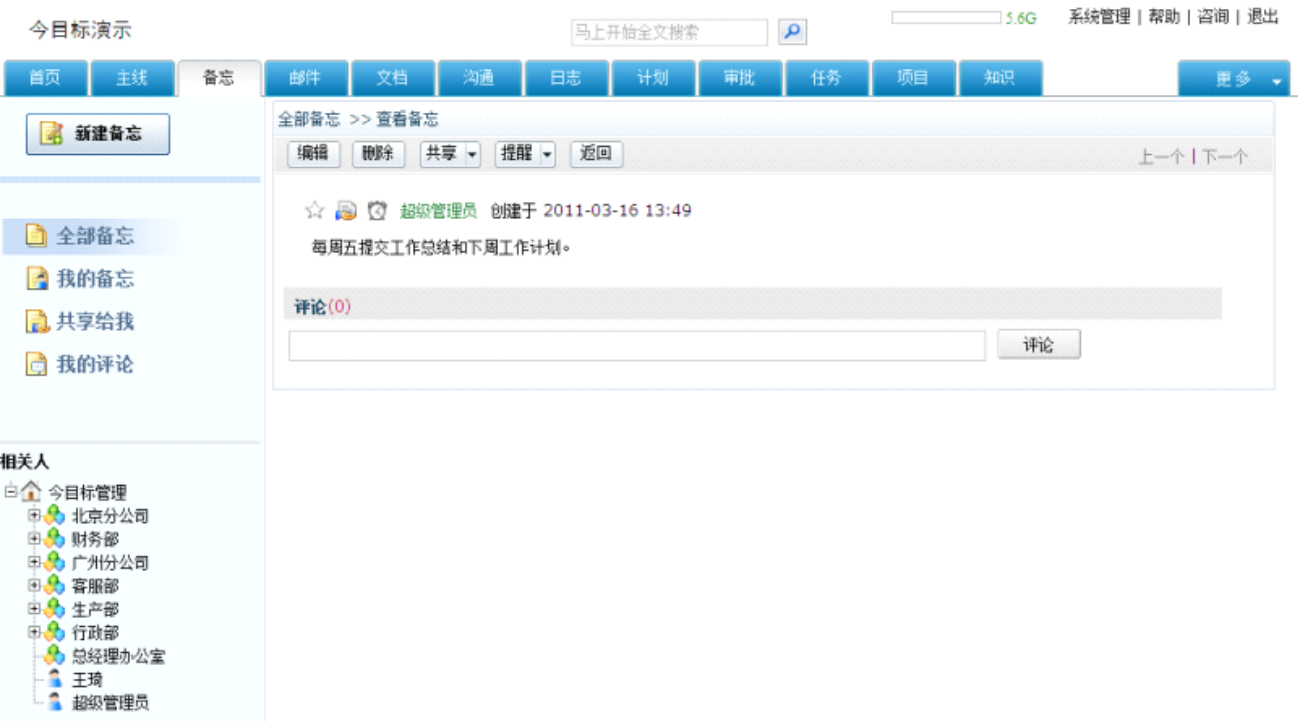 今目标演示
马上开始全文搜索
5.6G
系统管理 | 帮助 | 咨询 | 退出
首页 主线 备忘 邮件 文档 沟通 日志 计划 审批 任务 项目 知识 更多
新建备忘
全部备忘 >> 查看备忘
编辑 删除 共享 提醒 返回
上一个 | 下一个
超级管理员 创建于 2011-03-16 13:49
每周五提交工作总结和下周工作计划。
评论(0)
评论
全部备忘
我的备忘
共享给我
我的评论
相关人
今目标管理
北京分公司
财务部
广州分公司
客服部
生产部
行政部
总经理办公室
王琦
超级管理员